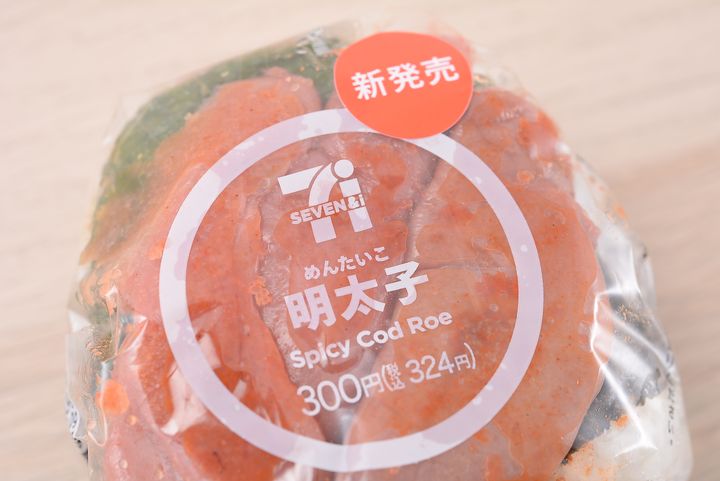 新発売
SEVEN&i
めんたいこ
明太子
Spicy Cod Roe
300円(税込324円)